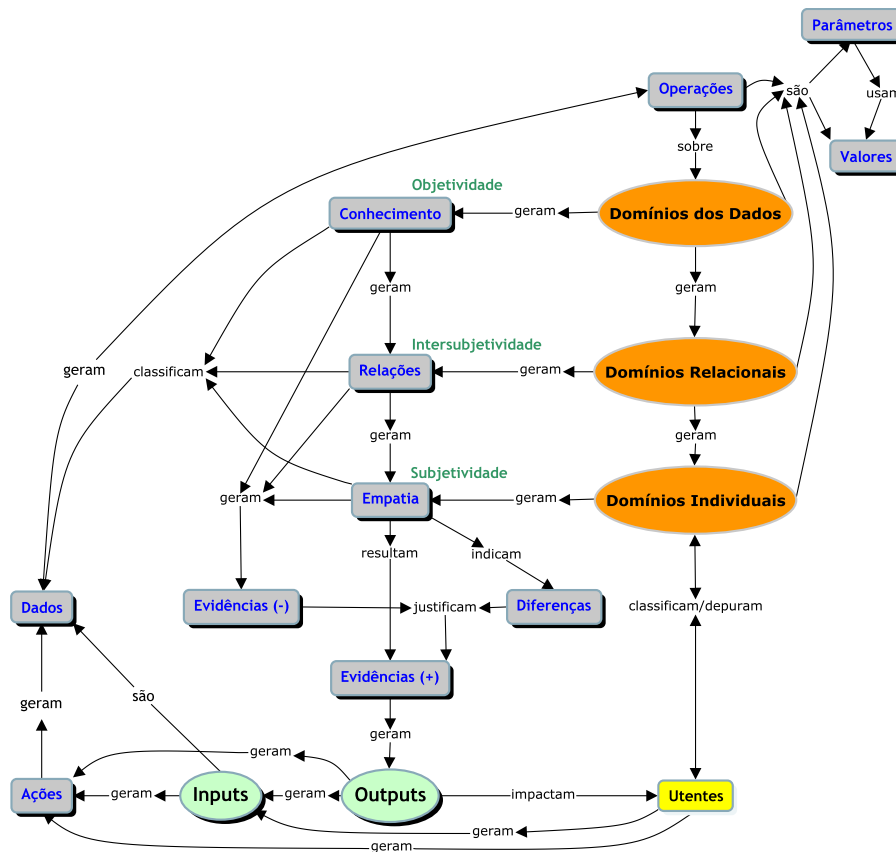 Parâmetros
Operações
são
usam
sobre
Valores
Objetividade
Conhecimento
geram
Domínios dos Dados
geram
geram
Intersubjetividade
geram
classificam
Relações
geram
Domínios Relacionais
geram
geram
Subjetividade
geram
Empatia
geram
Domínios Individuais
resultam
indicam
Dados
Evidências (-)
justificam
Diferenças
classificam/depuram
Evidências (+)
são
geram
geram
geram
Ações
geram
Inputs
geram
Outputs
impactam
Utentes
geram
geram